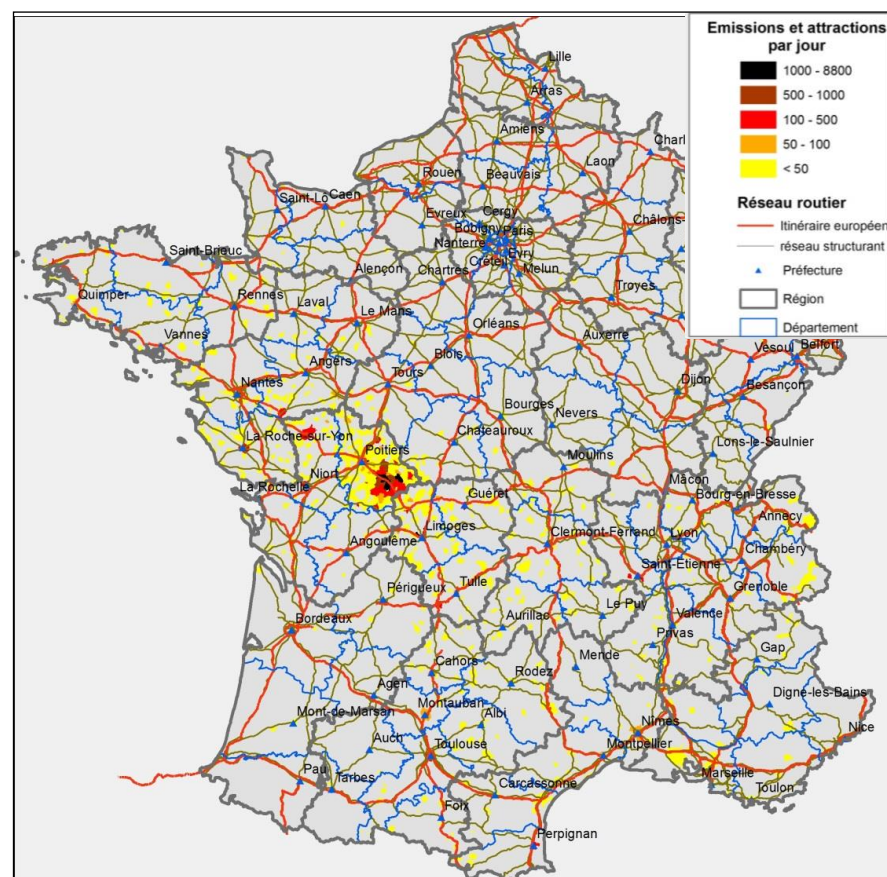 Emissions et attractions
par jour
1000 - 8800
500 - 1000
100 - 500
50 - 100
< 50
Réseau routier
Itinéraire européen
réseau structurant
Préfecture
Région
Département
Lille
Arras
Amiens
Charl
Rouen
Beauvais
Laon
Saint-Lô
Caen
Evreux
Cergy
Bobigny
Paris
Châlons-
Nanterre
Créteil
Evry
Melun
Saint-Brieuc
Alençon
Chartres
Troyes
Quimper
Rennes
Laval
Le Mans
Vannes
Orléans
Auxerre
Vesoul
Belfort
Angers
Blois
Nantes
Tours
Dijon
Besançon
Bourges
Nevers
La Roche-sur-Yon
Poitiers
Chateauroux
Lons-le-Saulnier
Niort
Moulins
La Rochelle
Mâcon
Guéret
Bourg-en-Bresse
Annecy
Limoges
Clermont-Ferrand
Lyon
Angoulême
Chambéry
Saint-Etienne
Périgueux
Tulle
Grenoble
Le Puy
Valence
Bordeaux
Aurillac
Privas
Gap
Cahors
Mende
Rodez
Agen
Digne-les-Bains
Mont-de-Marsan
Montauban
Albi
Nîmes
Nice
Auch
Toulouse
Montpellier
Pau
Tarbes
Carcassonne
Marseille
Toulon
Foix
Perpignan